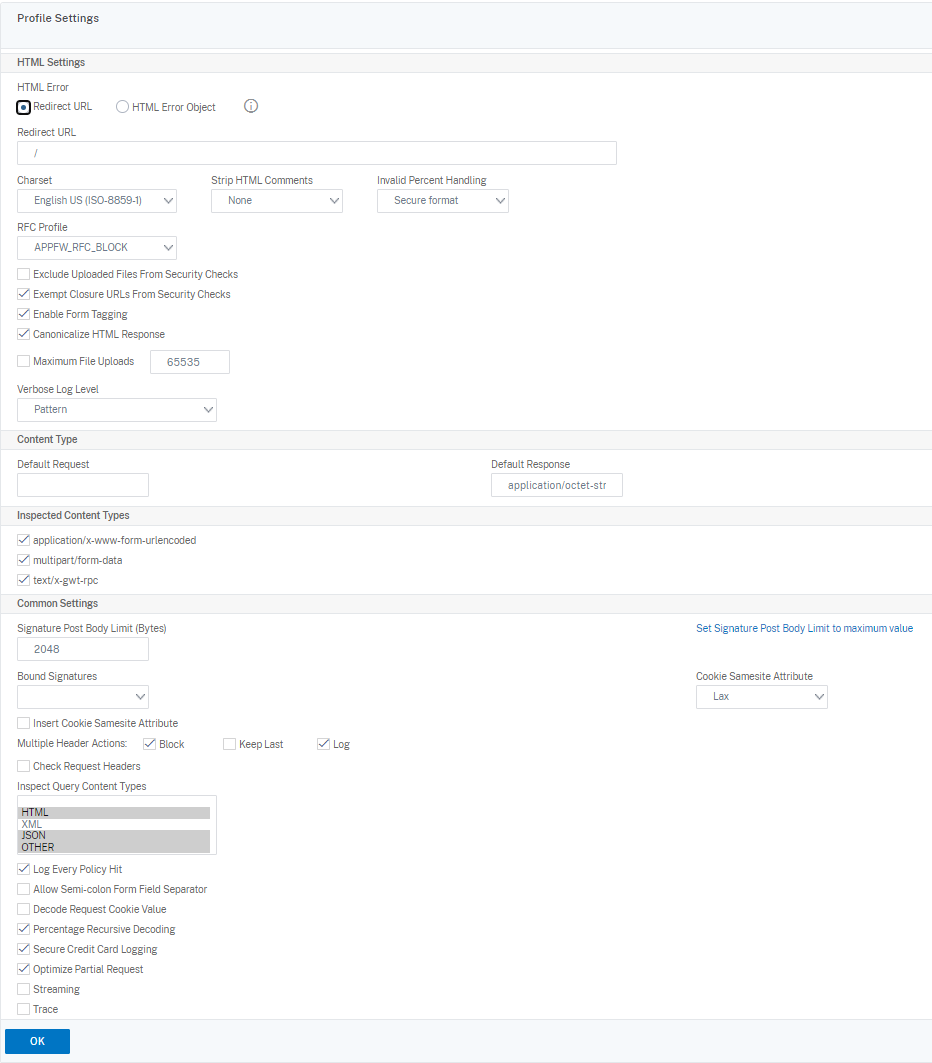 Profile Settings
HTML Settings
HTML Error
Redirect URL HTML Error Object
Redirect URL
/
Charset Strip HTML Comments Invalid Percent Handling
English US (ISO-8859-1) None Secure format
RFC Profile
APPFW_RFC_BLOCK
Exclude Uploaded Files From Security Checks
Exempt Closure URLs From Security Checks
Enable Form Tagging
Canonicalize HTML Response
Maximum File Uploads 65535
Verbose Log Level
Pattern
Content Type
Default Request Default Response
application/octet-str
Inspected Content Types
application/x-www-form-urlencoded
multipart/form-data
text/x-gwt-rpc
Common Settings
Signature Post Body Limit (Bytes) Set Signature Post Body Limit to maximum value
2048
Bound Signatures Cookie Samesite Attribute
Lax
Insert Cookie Samesite Attribute
Multiple Header Actions: Block Keep Last Log
Check Request Headers
Inspect Query Content Types
HTML
XML
JSON
OTHER
Log Every Policy Hit
Allow Semi-colon Form Field Separator
Decode Request Cookie Value
Percentage Recursive Decoding
Secure Credit Card Logging
Optimize Partial Request
Streaming
Trace
OK